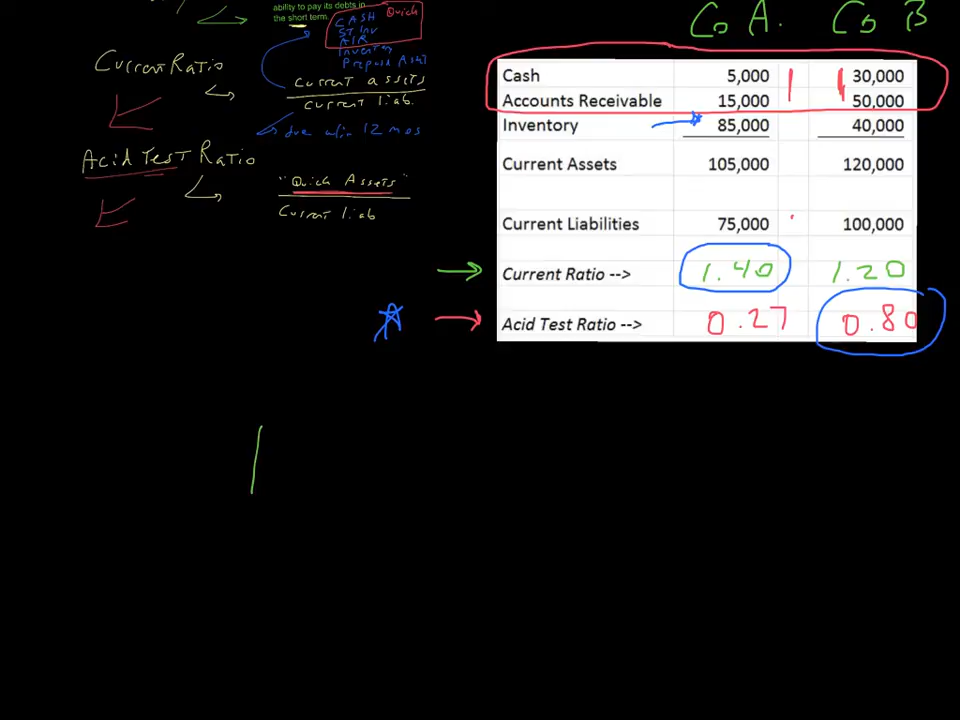 ability to pay its debts in
the short term.
CASH
Quick
ST INV
A/R
Inventory
Prepaid
Co A.
Co B
Current Ratio
Current assets
Current liab.
due w/in 12 mos
Acid Test Ratio
"Quick Assets"
Current liab
Cash 5,000 30,000
Accounts Receivable 15,000 50,000
Inventory 85,000 40,000
Current Assets 105,000 120,000
Current Liabilities 75,000 100,000
Current Ratio --> 1.40 1.20
Acid Test Ratio --> 0.27 0.80